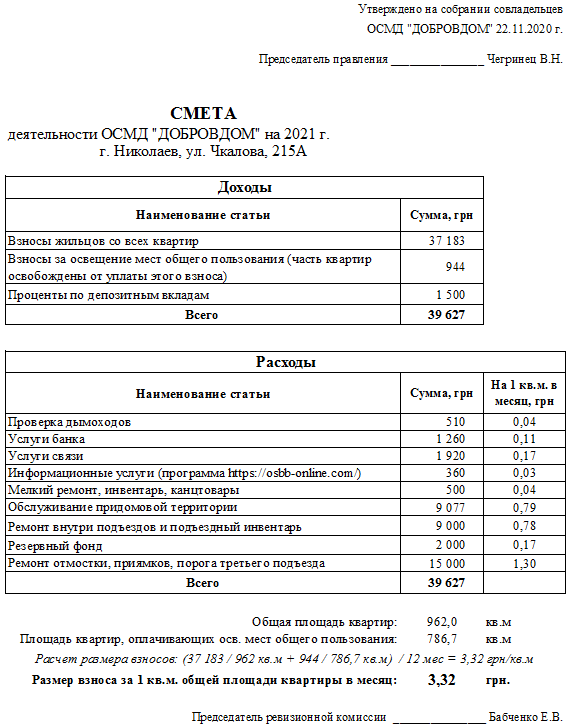 Утверждено на собрании совладельцев
ОСМД "ДОБРОВДОМ" 22.11.2020 г.
Председатель правления _______________ Чегринец В.Н.
СМЕТА
деятельности ОСМД "ДОБРОВДОМ" на 2021 г.
г. Николаев, ул. Чкалова, 215А
Доходы
Наименование статьи Сумма, грн
Взносы жильцов со всех квартир 37 183
Взносы за освещение мест общего пользования (часть квартир
освобождены от уплаты этого взноса) 944
Проценты по депозитным вкладам 1 500
Всего 39 627
Расходы
Наименование статьи Сумма, грн На 1 кв.м. в
месяц, грн
Проверка дымоходов 510 0,04
Услуги банка 1 260 0,11
Услуги связи 1 920 0,17
Информационные услуги (программа https://osbb-online.com/) 360 0,03
Мелкий ремонт, инвентарь, канцтовары 500 0,04
Обслуживание придомовой территории 9 077 0,79
Ремонт внутри подъездов и подъездный инвентарь 9 000 0,78
Резервный фонд 2 000 0,17
Ремонт отмостки, приямков, порога третьего подъезда 15 000 1,30
Всего 39 627
Общая площадь квартир: 962,0 кв.м
Площадь квартир, оплачивающих осв. мест общего пользования: 786,7 кв.м
Расчет размера взносов: (37 183 / 962 кв.м + 944 / 786,7 кв.м) / 12 мес = 3,32 грн/кв.м
Размер взноса за 1 кв.м. общей площади квартиры в месяц: 3,32 грн.
Председатель ревизионной комиссии _______________ Бабченко Е.В.